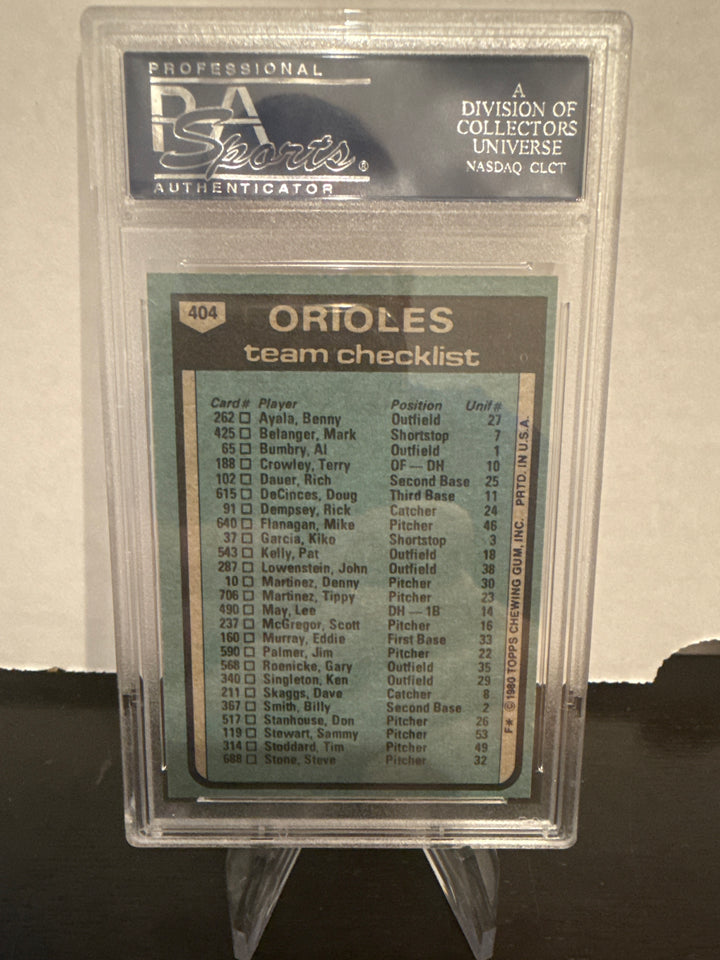 PROFESSIONAL
PSA
Sports®
AUTHENTICATOR
A
DIVISION OF
COLLECTORS
UNIVERSE
NASDAQ CLCT
404
ORIOLES
team checklist
Card# Player Position Unif#
262 Ayala, Benny Outfield 27
425 Belanger, Mark Shortstop 7
65 Bumbry, Al Outfield 1
188 Crowley, Terry OF — DH 10
102 Dauer, Rich Second Base 25
615 DeCinces, Doug Third Base 11
91 Dempsey, Rick Catcher 24
640 Flanagan, Mike Pitcher 46
37 Garcia, Kiko Shortstop 3
543 Kelly, Pat Outfield 18
287 Lowenstein, John Outfield 38
10 Martinez, Denny Pitcher 30
706 Martinez, Tippy Pitcher 23
490 May, Lee DH — 1B 14
237 McGregor, Scott Pitcher 16
160 Murray, Eddie First Base 33
590 Palmer, Jim Pitcher 22
568 Roenicke, Gary Outfield 35
340 Singleton, Ken Outfield 29
211 Skaggs, Dave Catcher 8
367 Smith, Billy Second Base 2
517 Stanhouse, Don Pitcher 26
119 Stewart, Sammy Pitcher 53
314 Stoddard, Tim Pitcher 49
688 Stone, Steve Pitcher 32
F* © 1980 TOPPS CHEWING GUM, INC. PRTD. IN U.S.A.